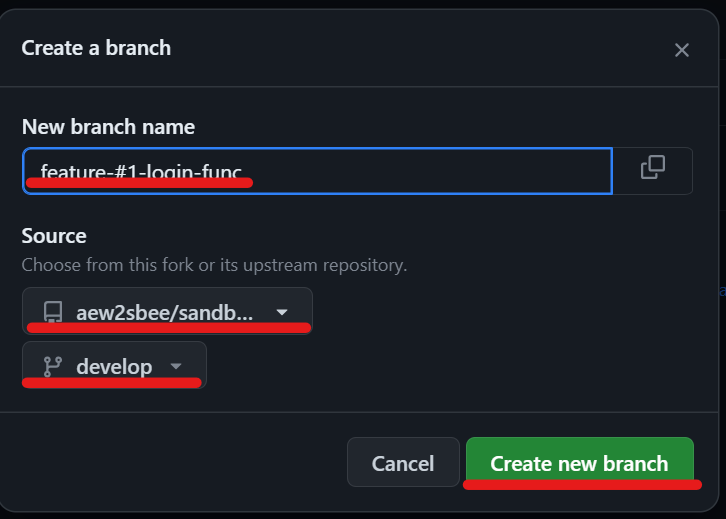 Create a branch
New branch name
feature-#1-login-func
Source
Choose from this fork or its upstream repository.
aew2sbee/sandb...
develop
Cancel
Create new branch